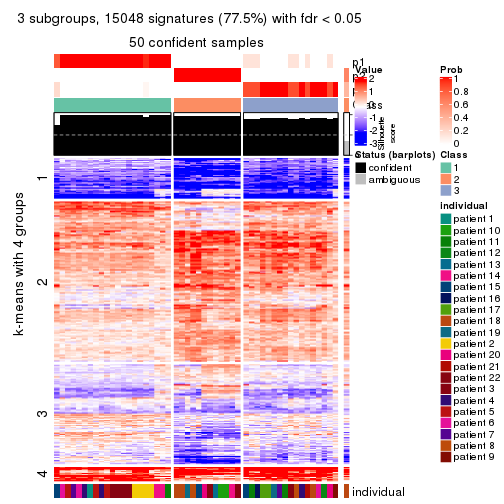 3 subgroups, 15048 signatures (77.5%) with fdr < 0.05
50 confident samples
p1
Value
2
1
0
-1
-2
-3
Silhouette
score
Prob
1
0.8
0.6
0.4
0.2
0
Status (barplots)
confident
ambiguous
Class
1
2
3
individual
patient 1
patient 10
patient 11
patient 12
patient 13
patient 14
patient 15
patient 16
patient 17
patient 18
patient 19
patient 2
patient 20
patient 21
patient 22
patient 3
patient 4
patient 5
patient 6
patient 7
patient 8
patient 9
k-means with 4 groups
1
2
3
4
individual